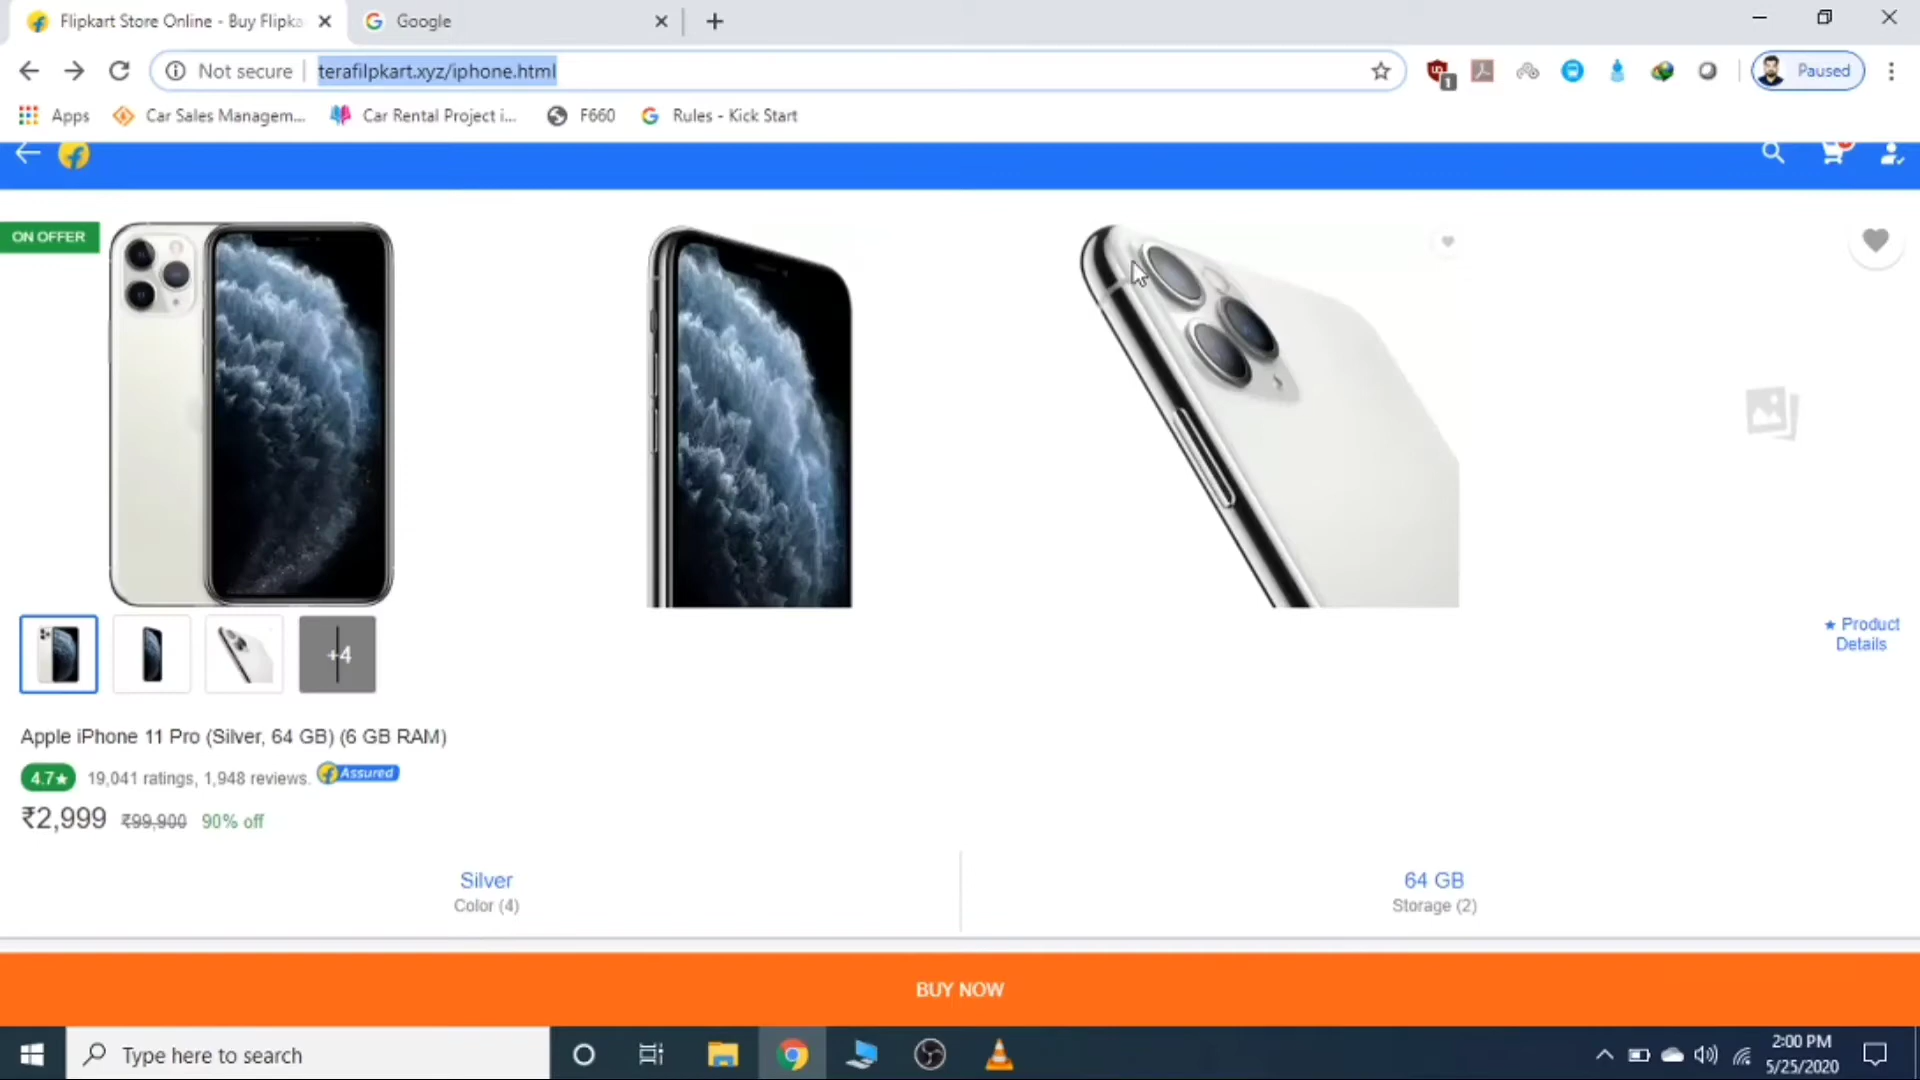 Flipkart Store Online - Buy Flipka
Google
Not secure
terafilpkart.xyz/iphone.html
1
Paused
Apps
Car Sales Managem...
Car Rental Project i...
F660
Rules - Kick Start
ON OFFER
+4
★ Product
Details
Apple iPhone 11 Pro (Silver, 64 GB) (6 GB RAM)
4.7★
19,041 ratings, 1,948 reviews.
Assured
₹2,999
₹99,900
90% off
Silver
Color (4)
64 GB
Storage (2)
BUY NOW
Type here to search
2:00 PM
5/25/2020